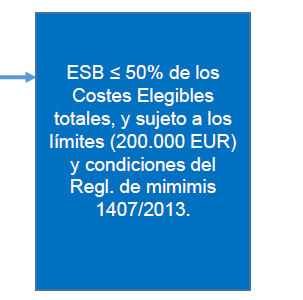 ESB ≤ 50% de los
Costes Elegibles
totales, y sujeto a los
límites (200.000 EUR)
y condiciones del
Regl. de mimimis
1407/2013.